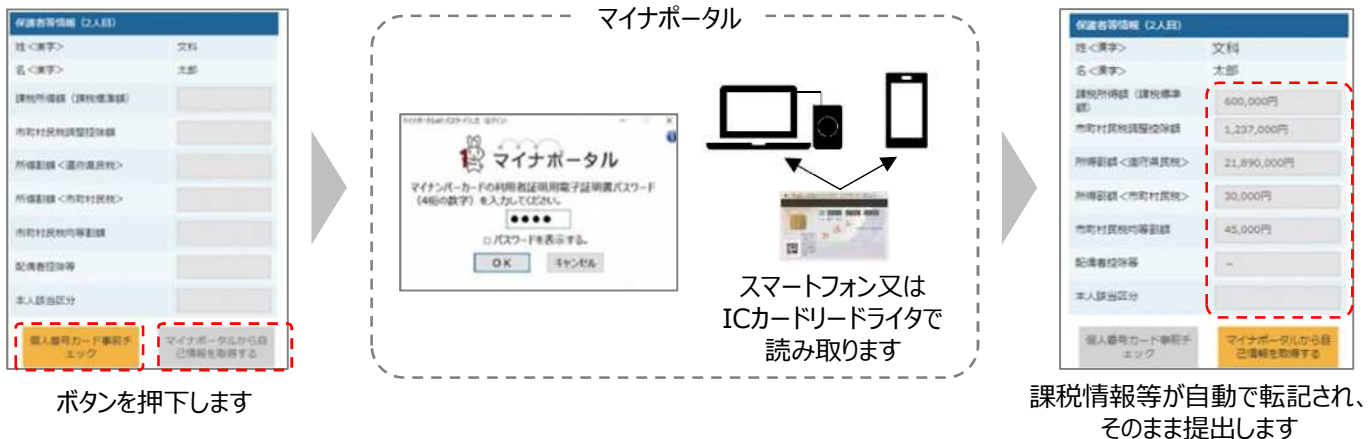 保護者等情報（2人目）
姓<漢字> 文科
名<漢字> 太郎
課税所得額（課税標準額）
市町村民税調整控除額
所得割額<道府県民税>
所得割額<市町村民税>
市町村民税均等割額
配偶者控除等
本人該当区分
個人番号カード事前チ
ェック
マイナポータルから自
己情報を取得する
ボタンを押下します
マイナポータル
マイナポータル
マイナンバーカードの利用者証明用電子証明書パスワード
（4桁の数字）を入力してください。
●●●●
パスワードを表示する。
OK キャンセル
スマートフォン又は
ICカードリードライタで
読み取ります
保護者等情報（2人目）
姓<漢字> 文科
名<漢字> 太郎
課税所得額（課税標準
額） 600,000円
市町村民税調整控除額 1,237,000円
所得割額<道府県民税> 21,890,000円
所得割額<市町村民税> 30,000円
市町村民税均等割額 45,000円
配偶者控除等 －
本人該当区分
個人番号カード事前チ
ェック
マイナポータルから自
己情報を取得する
課税情報等が自動で転記され、
そのまま提出します